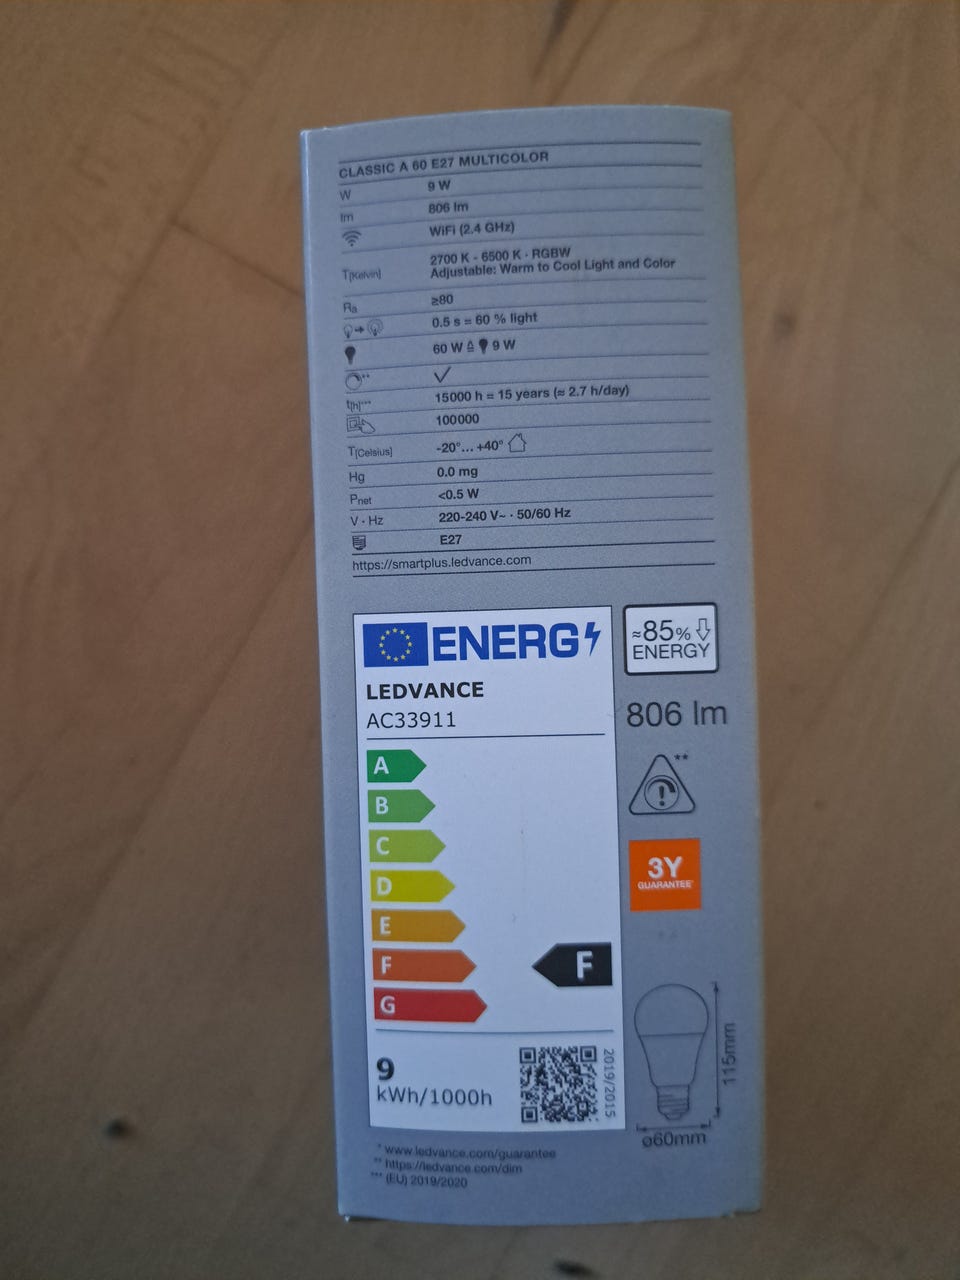 CLASSIC A 60 E27 MULTICOLOR
W 9 W
lm 806 lm
WiFi (2.4 GHz)
T[Kelvin] 2700 K - 6500 K · RGBW
Adjustable: Warm to Cool Light and Color
Ra ≥80
0.5 s = 60 % light
60 W ≙ 9 W
** ✓
t[h]*** 15000 h = 15 years (≈ 2.7 h/day)
100000
T[Celsius] -20°... +40°
Hg 0.0 mg
Pnet <0.5 W
V · Hz 220-240 V~ · 50/60 Hz
E27
https://smartplus.ledvance.com
ENERG
LEDVANCE
AC33911
A
B
C
D
E
F
G
F
9
kWh/1000h
2019/2015
≈85%
ENERGY
806 lm
**
3Y
GUARANTEE*
115mm
ø60mm
* www.ledvance.com/guarantee
** https://ledvance.com/dim
*** (EU) 2019/2020